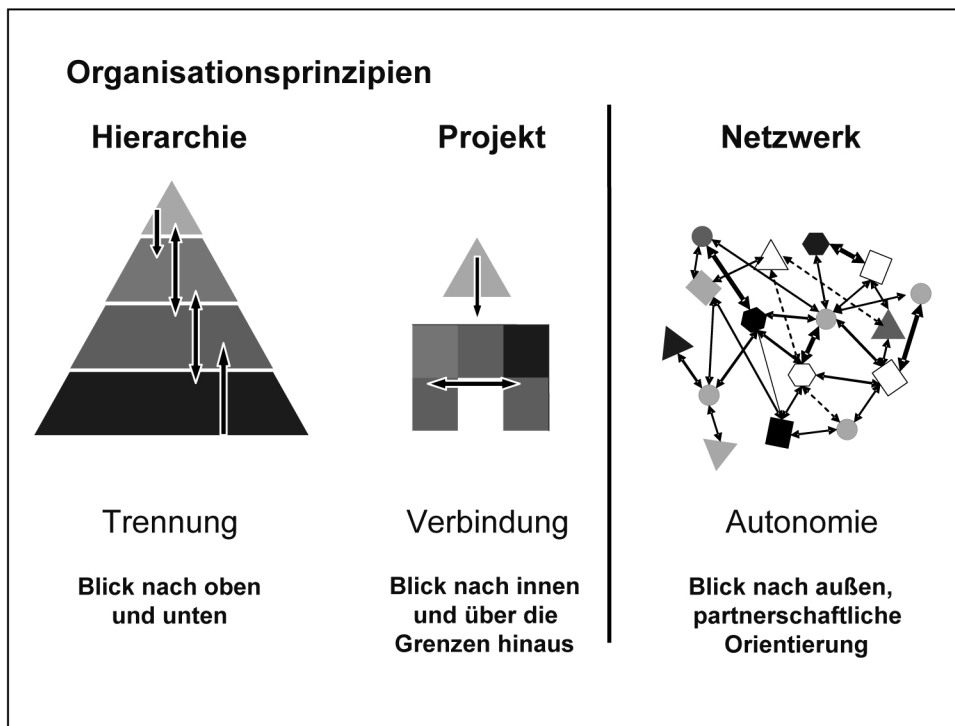 Organisationsprinzipien
Hierarchie
Projekt
Netzwerk
Trennung
Verbindung
Autonomie
Blick nach oben
und unten
Blick nach innen
und über die
Grenzen hinaus
Blick nach außen,
partnerschaftliche
Orientierung